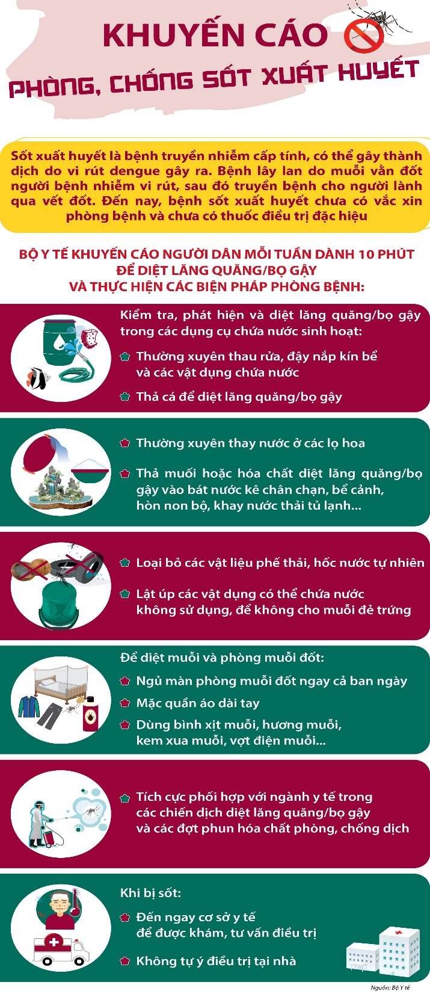 KHUYẾN CÁO
PHÒNG, CHỐNG SỐT XUẤT HUYẾT
Sốt xuất huyết là bệnh truyền nhiễm cấp tính, có thể gây thành
dịch do vi rút dengue gây ra. Bệnh lây lan do muỗi vằn đốt
người bệnh nhiễm vi rút, sau đó truyền bệnh cho người lành
qua vết đốt. Đến nay, bệnh sốt xuất huyết chưa có vắc xin
phòng bệnh và chưa có thuốc điều trị đặc hiệu
BỘ Y TẾ KHUYẾN CÁO NGƯỜI DÂN MỖI TUẦN DÀNH 10 PHÚT
ĐỂ DIỆT LĂNG QUĂNG/BỌ GẬY
VÀ THỰC HIỆN CÁC BIỆN PHÁP PHÒNG BỆNH:
Kiểm tra, phát hiện và diệt lăng quăng/bọ gậy
trong các dụng cụ chứa nước sinh hoạt:
Thường xuyên thau rửa, đậy nắp kín bể
và các vật dụng chứa nước
Thả cá để diệt lăng quăng/bọ gậy
Thường xuyên thay nước ở các lọ hoa
Thả muối hoặc hóa chất diệt lăng quăng/bọ
gậy vào bát nước kê chân chạn, bể cảnh,
hòn non bộ, khay nước thải tủ lạnh...
Loại bỏ các vật liệu phế thải, hốc nước tự nhiên
Lật úp các vật dụng có thể chứa nước
không sử dụng, để không cho muỗi đẻ trứng
Để diệt muỗi và phòng muỗi đốt:
Ngủ màn phòng muỗi đốt ngay cả ban ngày
Mặc quần áo dài tay
Dùng bình xịt muỗi, hương muỗi,
kem xua muỗi, vợt điện muỗi...
Tích cực phối hợp với ngành y tế trong
các chiến dịch diệt lăng quăng/bọ gậy
và các đợt phun hóa chất phòng, chống dịch
Khi bị sốt:
Đến ngay cơ sở y tế
để được khám, tư vấn điều trị
Không tự ý điều trị tại nhà
Nguồn: Bộ Y tế